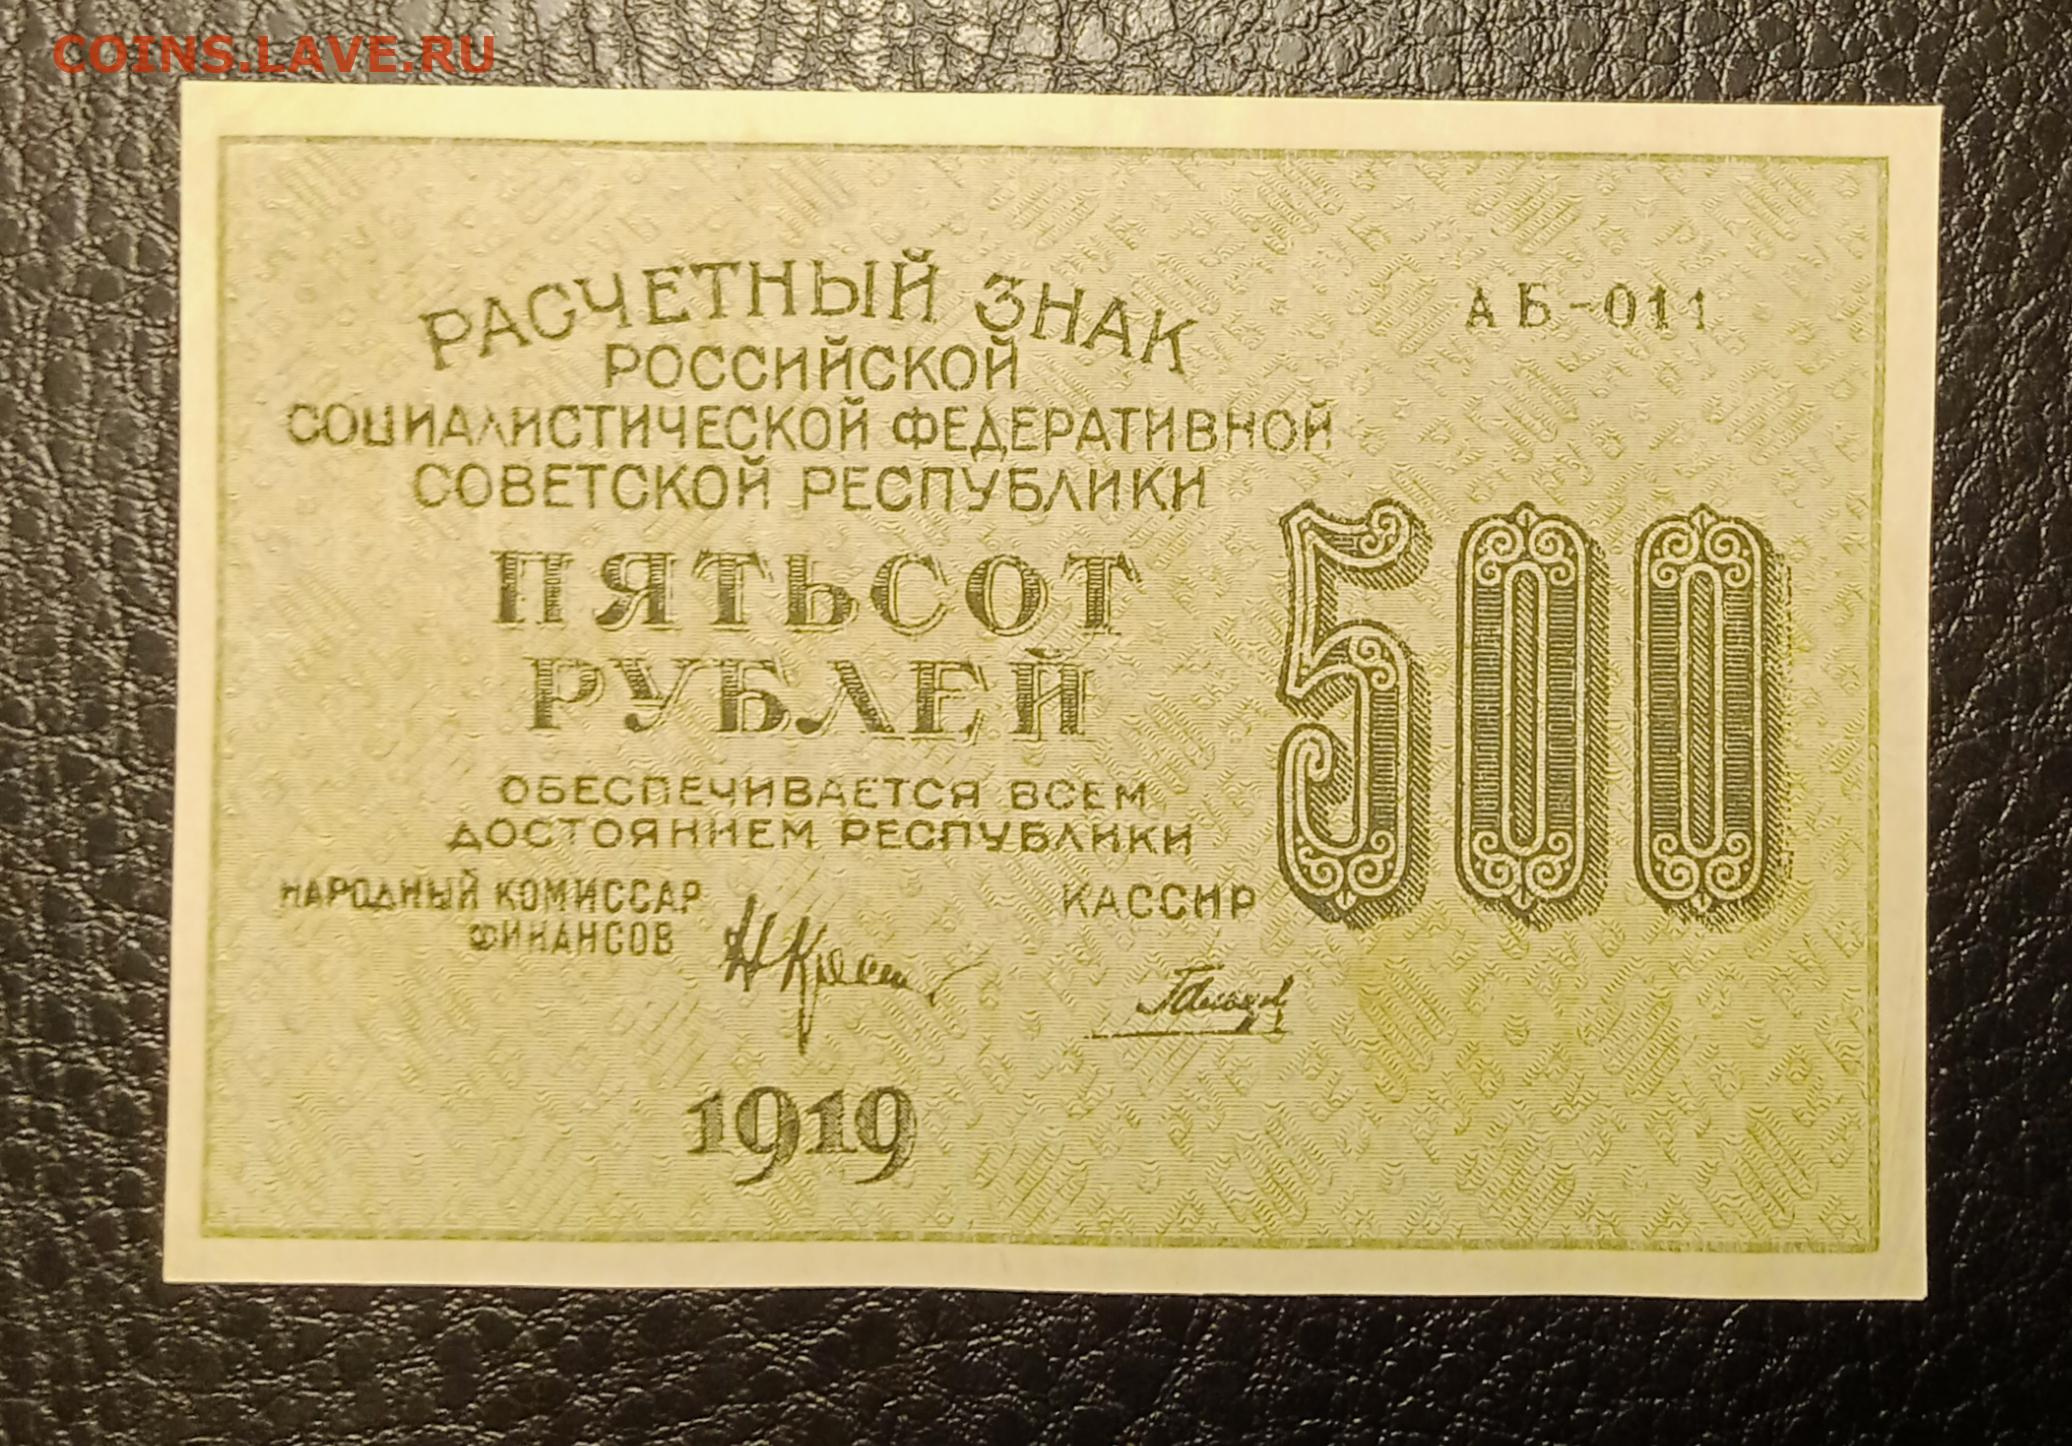 COINS.LAVE.RU
РАСЧЕТНЫЙ ЗНАК
АБ-011
РОССИЙСКОЙ
СОЦИАЛИСТИЧЕСКОЙ ФЕДЕРАТИВНОЙ
СОВЕТСКОЙ РЕСПУБЛИКИ
ПЯТЬСОТ
РУБЛЕЙ
500
ОБЕСПЕЧИВАЕТСЯ ВСЕМ
ДОСТОЯНИЕМ РЕСПУБЛИКИ
НАРОДНЫЙ КОМИССАР
ФИНАНСОВ
КАССИР
1919